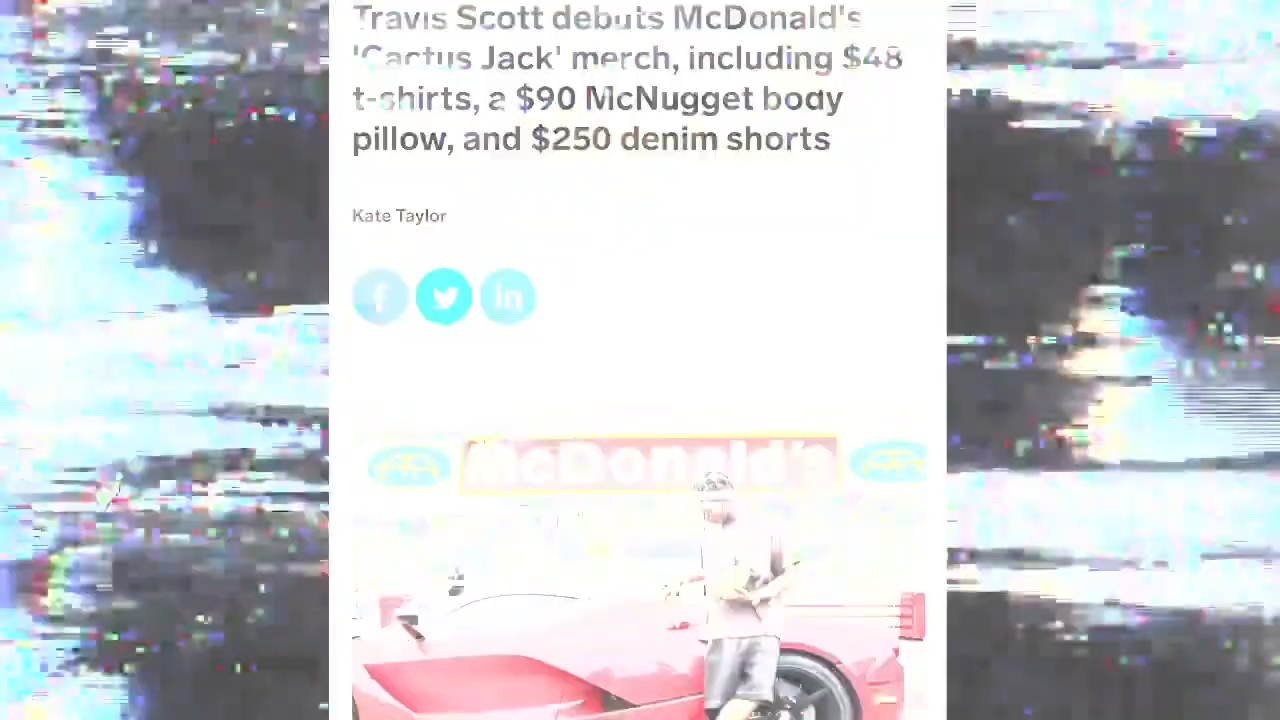 Travis Scott debuts McDonald's
'Cactus Jack' merch, including $48
t-shirts, a $90 McNugget body
pillow, and $250 denim shorts
Kate Taylor
f
in
McDonald's